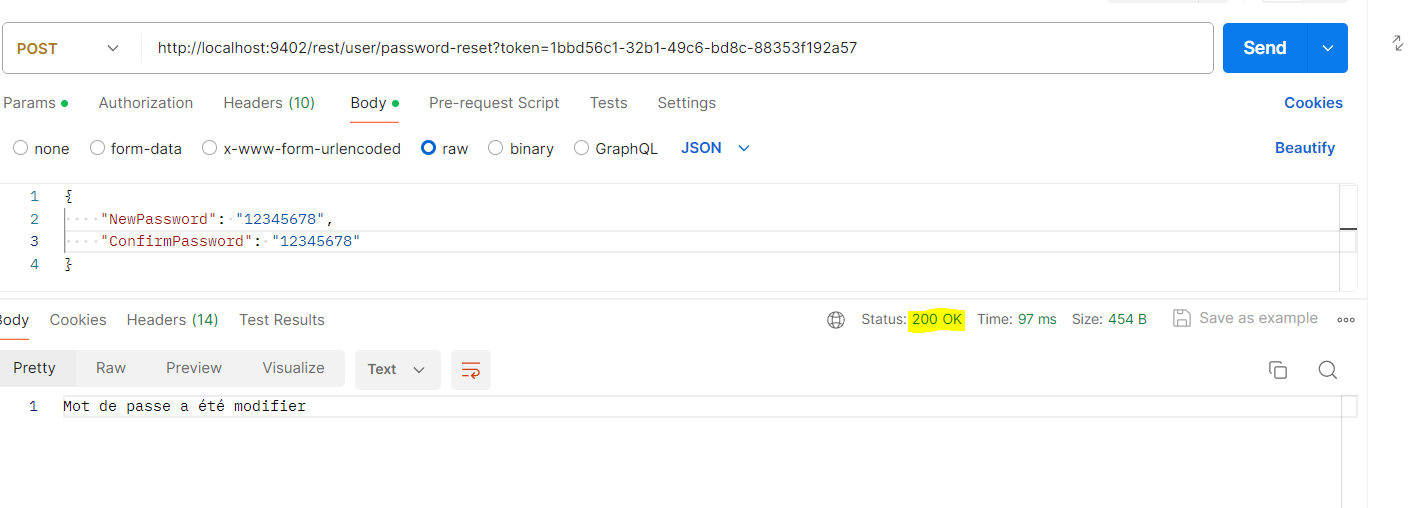 POST http://localhost:9402/rest/user/password-reset?token=1bbd56c1-32b1-49c6-bd8c-88353f192a57 Send
Params Authorization Headers (10) Body Pre-request Script Tests Settings Cookies
none form-data x-www-form-urlencoded raw binary GraphQL JSON Beautify
1 {
2 "NewPassword": "12345678",
3 "ConfirmPassword": "12345678"
4 }
Body Cookies Headers (14) Test Results Status: 200 OK Time: 97 ms Size: 454 B Save as example
Pretty Raw Preview Visualize Text
1 Mot de passe a été modifier